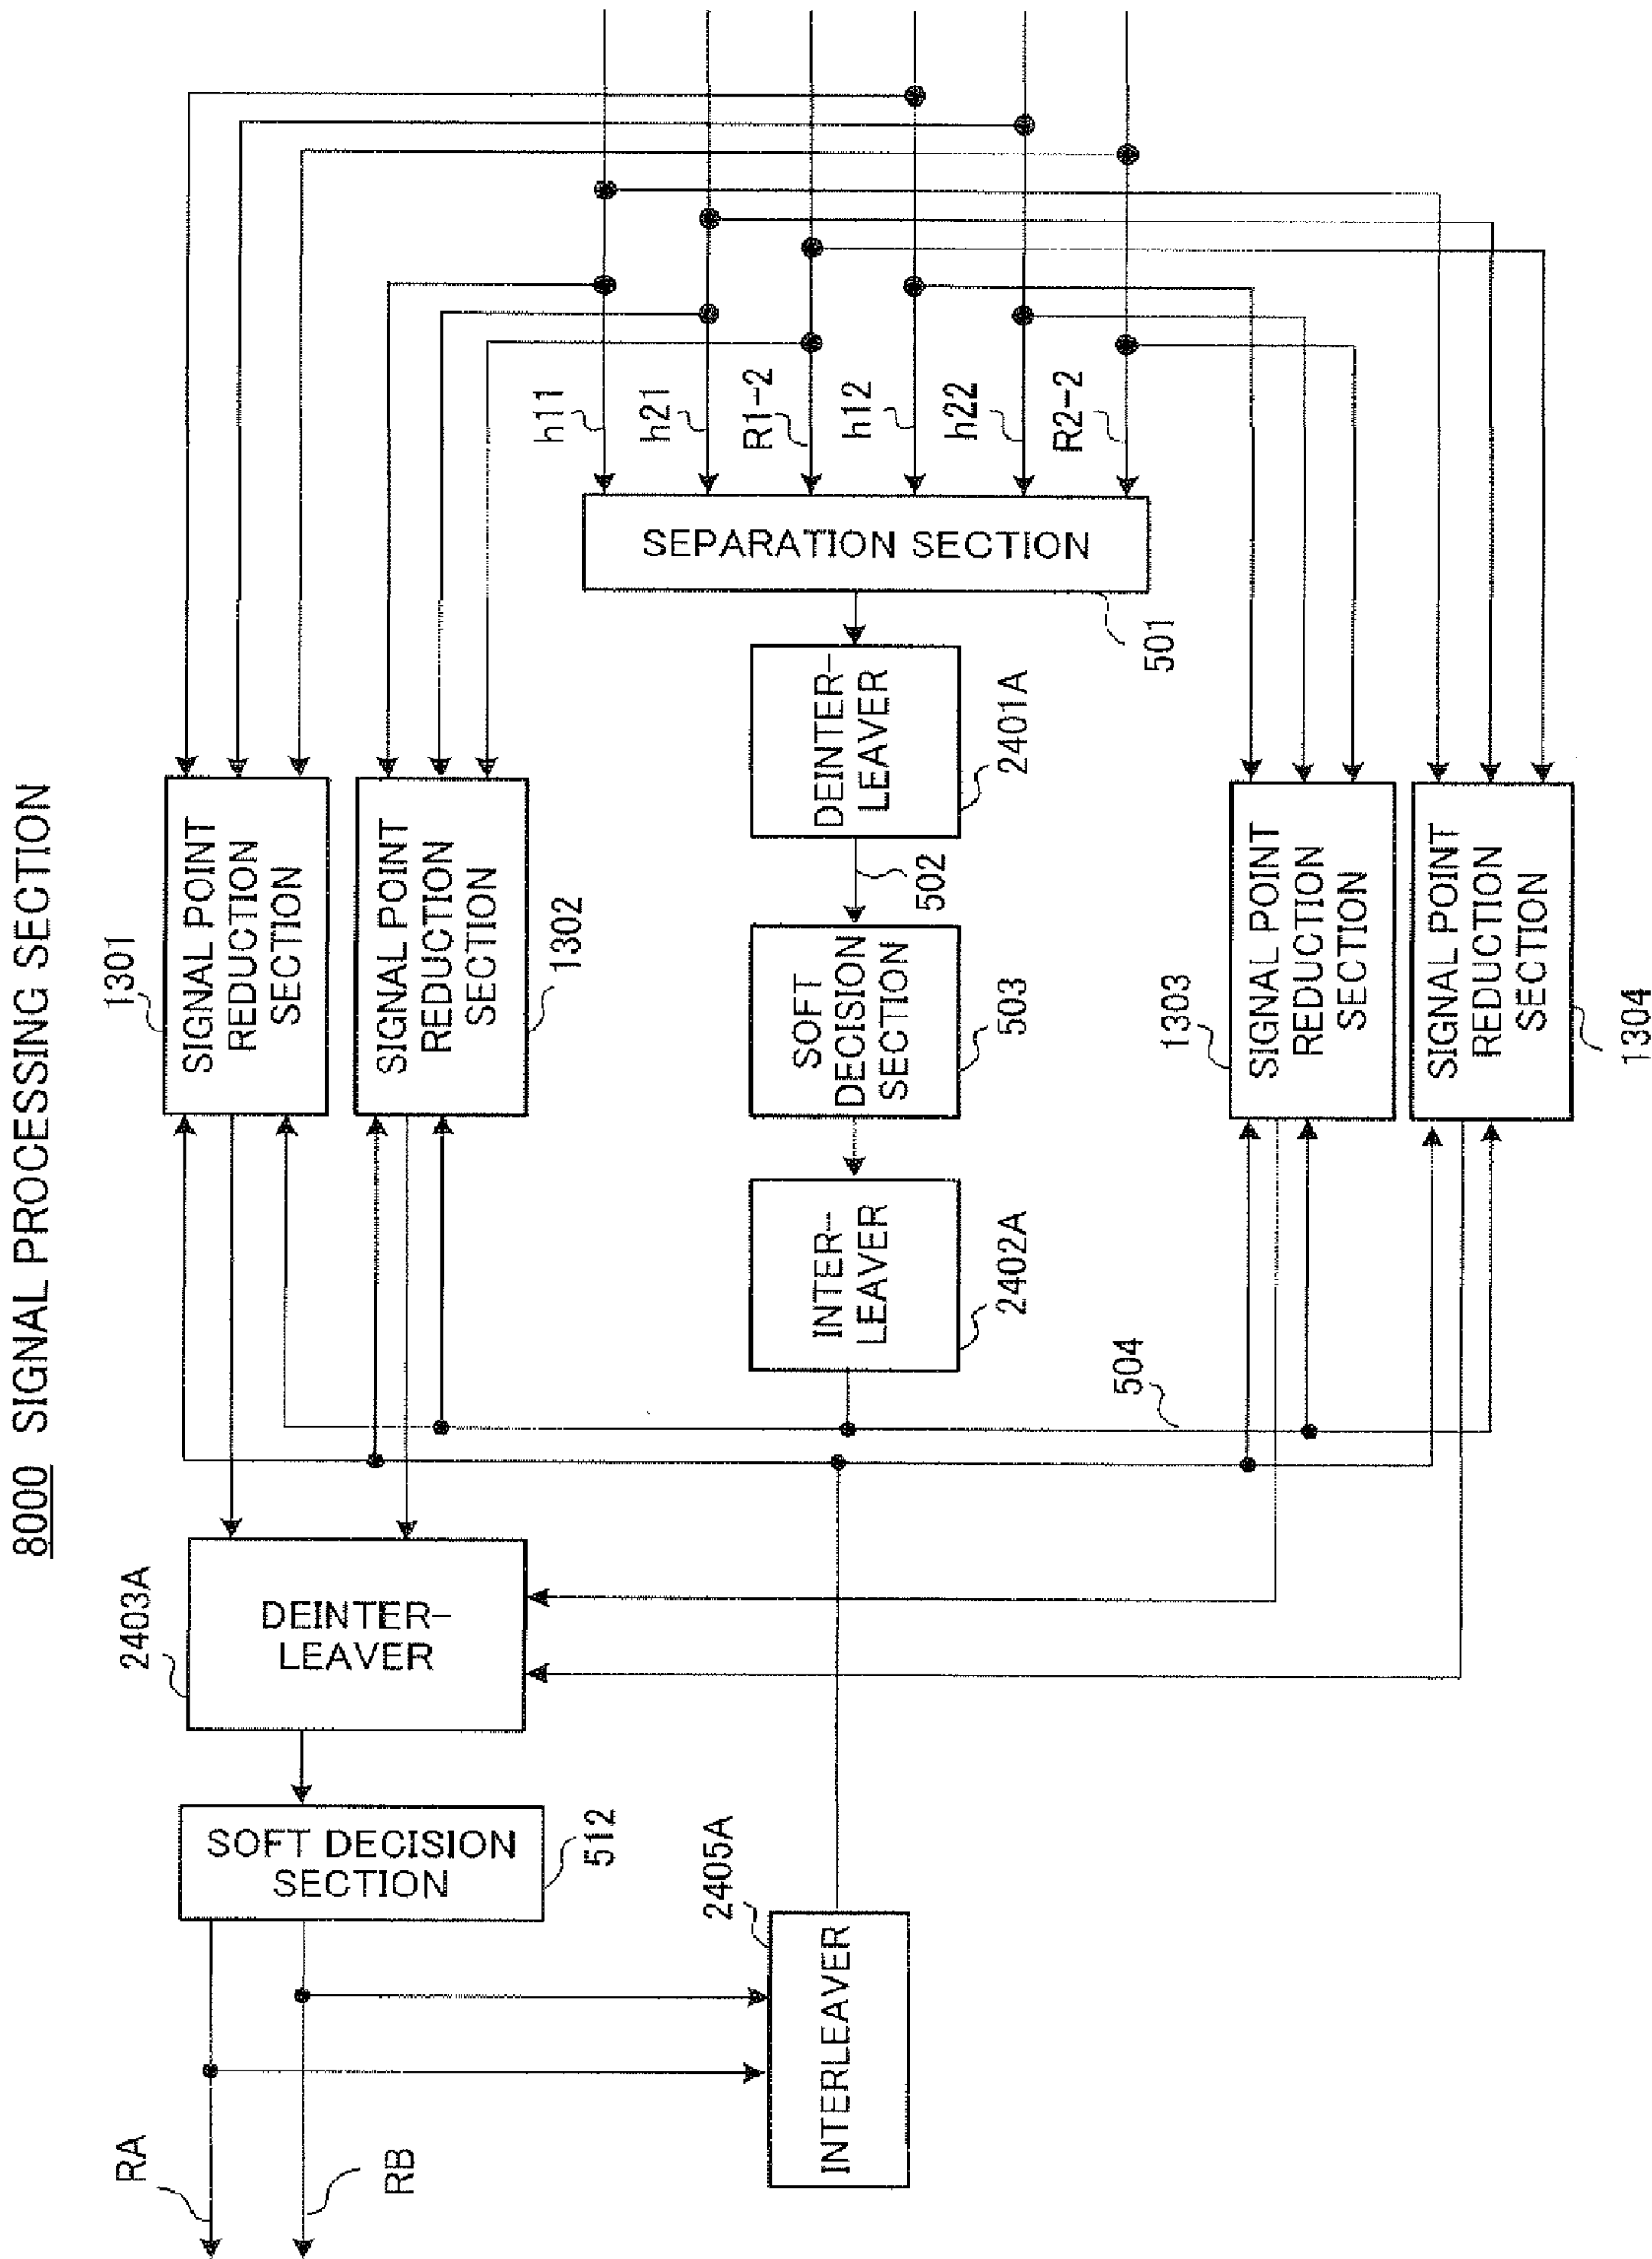 8000 SIGNAL PROCESSING SECTION
h11
h21
R1-2
h12
h22
R2-2
SEPARATION SECTION
501
1301
SIGNAL POINT
REDUCTION
SECTION
SIGNAL POINT
REDUCTION
SECTION
1302
DEINTER-
LEAVER
2401A
502
SOFT
DECISION
SECTION
503
INTER-
LEAVER
2402A
504
1303
SIGNAL POINT
REDUCTION
SECTION
SIGNAL POINT
REDUCTION
SECTION
1304
2403A
DEINTER-
LEAVER
SOFT DECISION
SECTION
512
2405A
INTERLEAVER
RA
RB